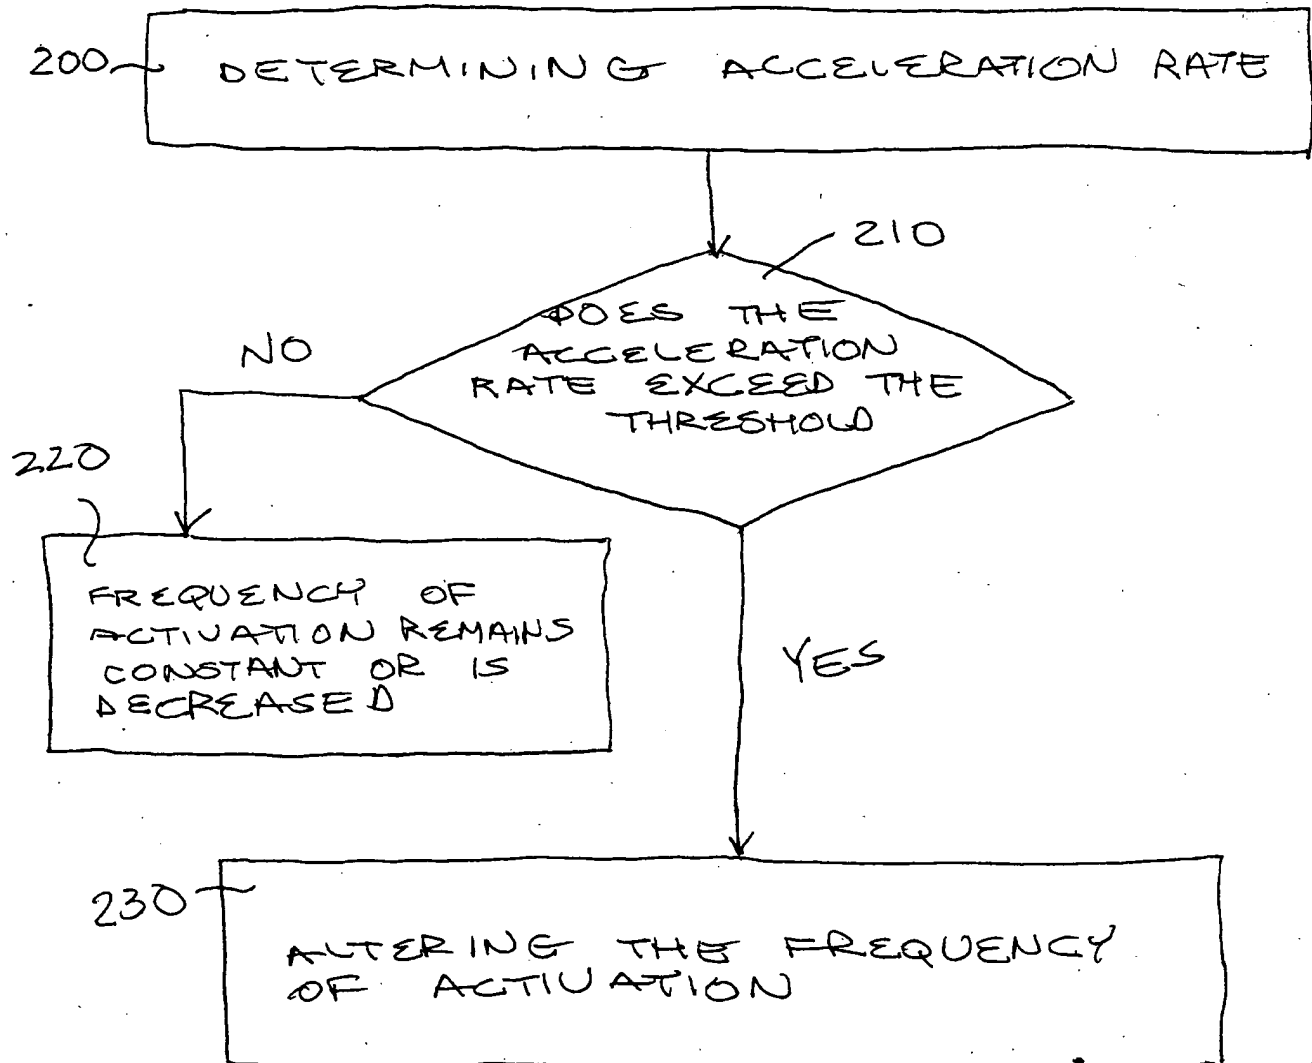 200 DETERMINING ACCELERATION RATE
210
DOES THE
ACCELERATION
RATE EXCEED THE
THRESHOLD
NO
220
FREQUENCY OF
ACTIVATION REMAINS
CONSTANT OR IS
DECREASED
YES
230
ALTERING THE FREQUENCY
OF ACTIVATION